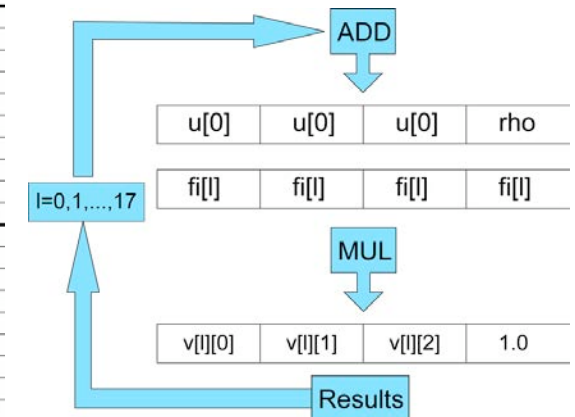 ADD
u[0] u[0] u[0] rho
fi[l] fi[l] fi[l] fi[l]
l=0,1,...,17
MUL
v[l][0] v[l][1] v[l][2] 1.0
Results